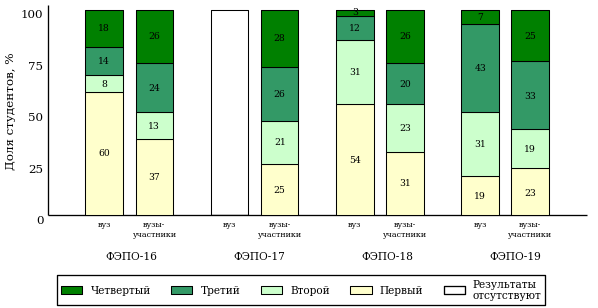 100
75
50
25
0
Доля студентов, %
18
14
8
60
26
24
13
37
28
26
21
25
3
12
31
54
26
20
23
31
7
43
31
19
25
33
19
23
вуз
вузы-
участники
вуз
вузы-
участники
вуз
вузы-
участники
вуз
вузы-
участники
ФЭПО-16
ФЭПО-17
ФЭПО-18
ФЭПО-19
Четвертый
Третий
Второй
Первый
Результаты
отсутствуют